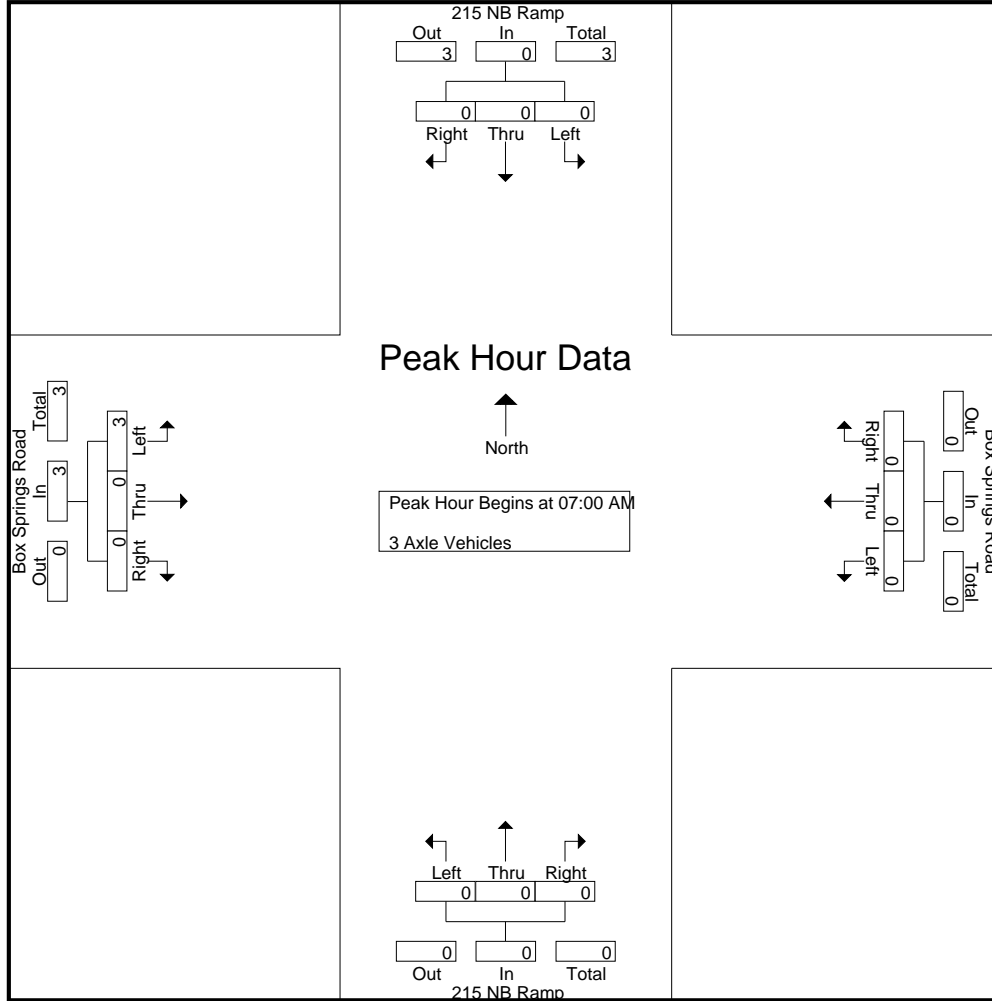 215 NB Ramp
Out In Total
3 0 3
0 0 0
Right Thru Left
Peak Hour Data
North
Peak Hour Begins at 07:00 AM
3 Axle Vehicles
Box Springs Road
Out In Total
0 3 3
Right Thru Left
0 0 3
Box Springs Road
Out In Total
0 0 0
Right Thru Left
0 0 0
Left Thru Right
0 0 0
0 0 0
Out In Total
215 NB Ramp